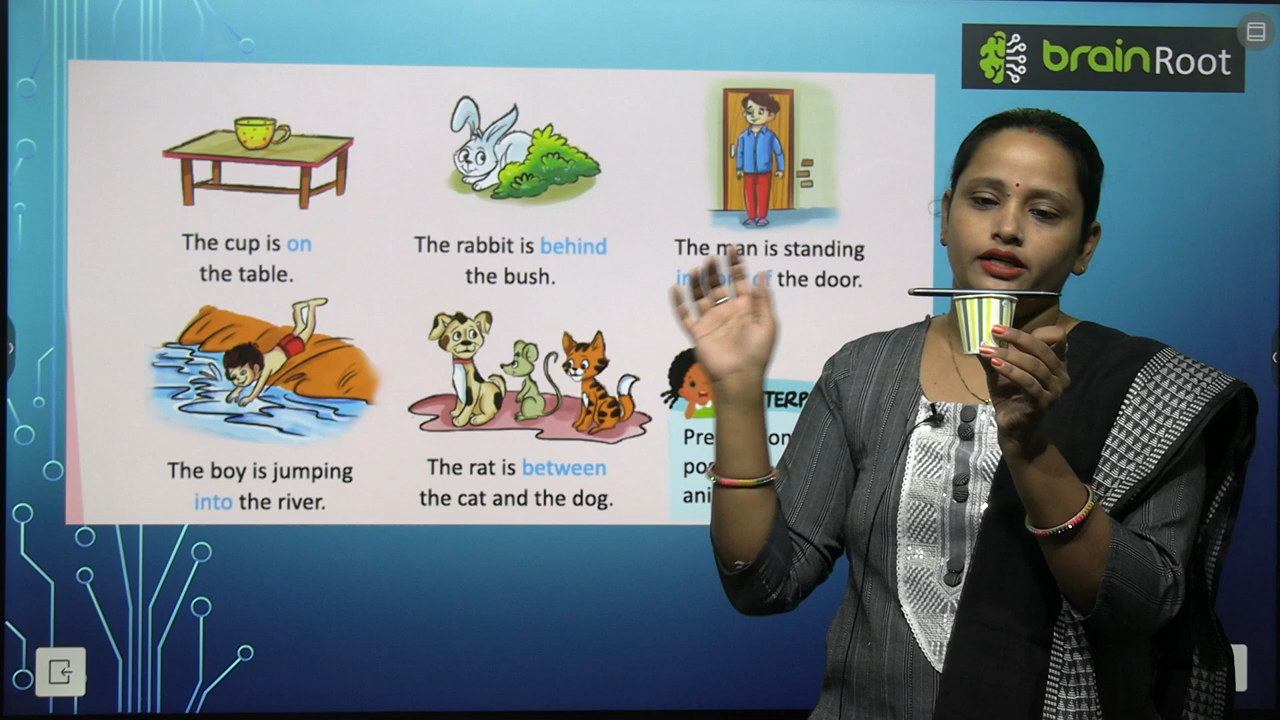 brainRoot
The cup is on
the table.
The rabbit is behind
the bush.
The man is standing
the door.
The boy is jumping
into the river.
The rat is between
the cat and the dog.